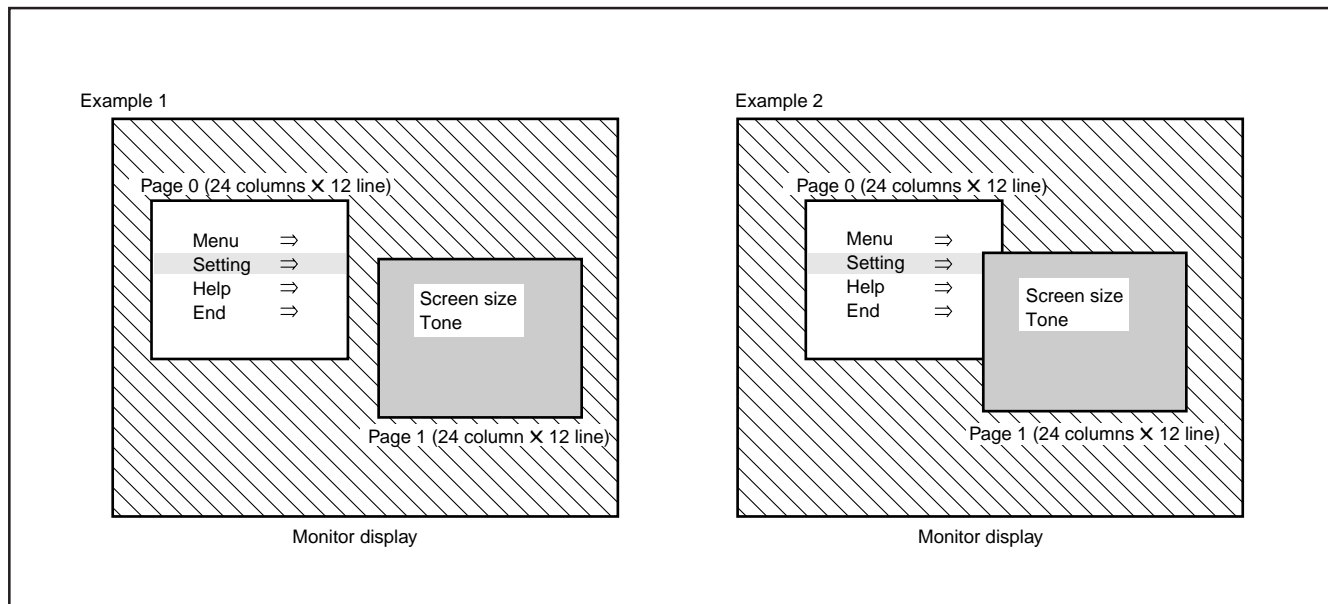 Example 1
Page 0 (24 columns ✕ 12 line)
Menu ⇒
Setting ⇒
Help ⇒
End ⇒
Screen size
Tone
Page 1 (24 column ✕ 12 line)
Monitor display
Example 2
Page 0 (24 columns ✕ 12 line)
Menu ⇒
Setting ⇒
Help ⇒
End ⇒
Screen size
Tone
Page 1 (24 columns ✕ 12 line)
Monitor display